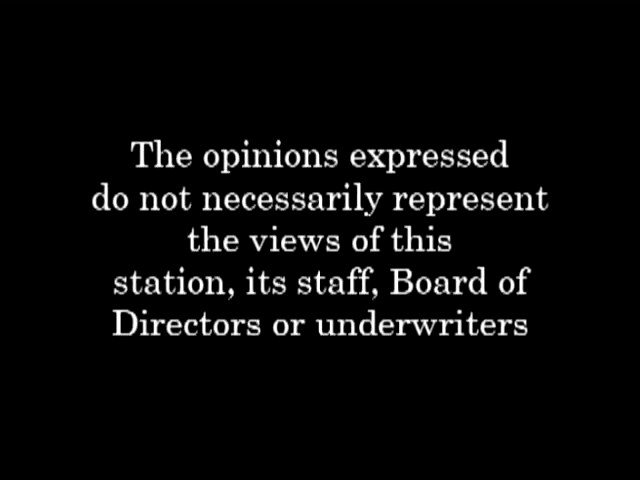 The opinions expressed
do not necessarily represent
the views of this
station, its staff, Board of
Directors or underwriters